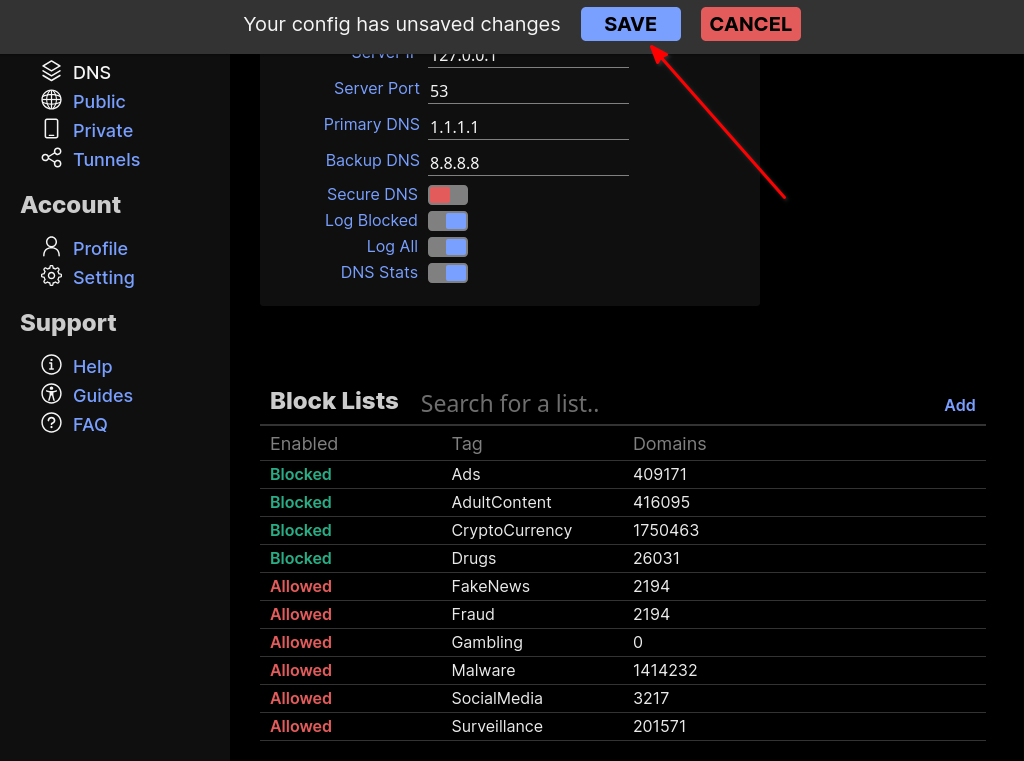 Your config has unsaved changes SAVE CANCEL
DNS
Public
Private
Tunnels
Account
Profile
Setting
Support
Help
Guides
FAQ
Server IP 127.0.0.1
Server Port 53
Primary DNS 1.1.1.1
Backup DNS 8.8.8.8
Secure DNS
Log Blocked
Log All
DNS Stats
Block Lists Search for a list.. Add
Enabled Tag Domains
Blocked Ads 409171
Blocked AdultContent 416095
Blocked CryptoCurrency 1750463
Blocked Drugs 26031
Allowed FakeNews 2194
Allowed Fraud 2194
Allowed Gambling 0
Allowed Malware 1414232
Allowed SocialMedia 3217
Allowed Surveillance 201571